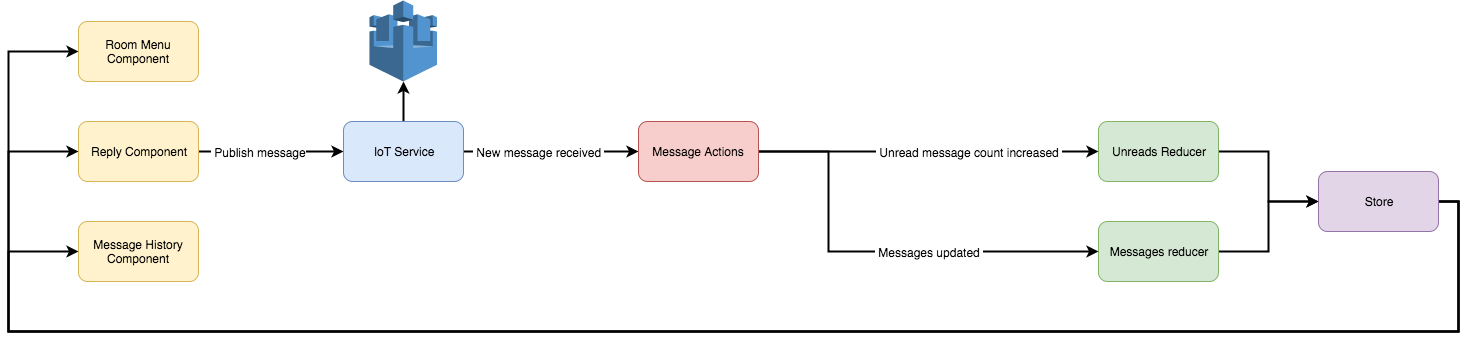 Room Menu
Component
Reply Component
Publish message
IoT Service
New message received
Message Actions
Unread message count increased
Unreads Reducer
Store
Message History
Component
Messages updated
Messages reducer